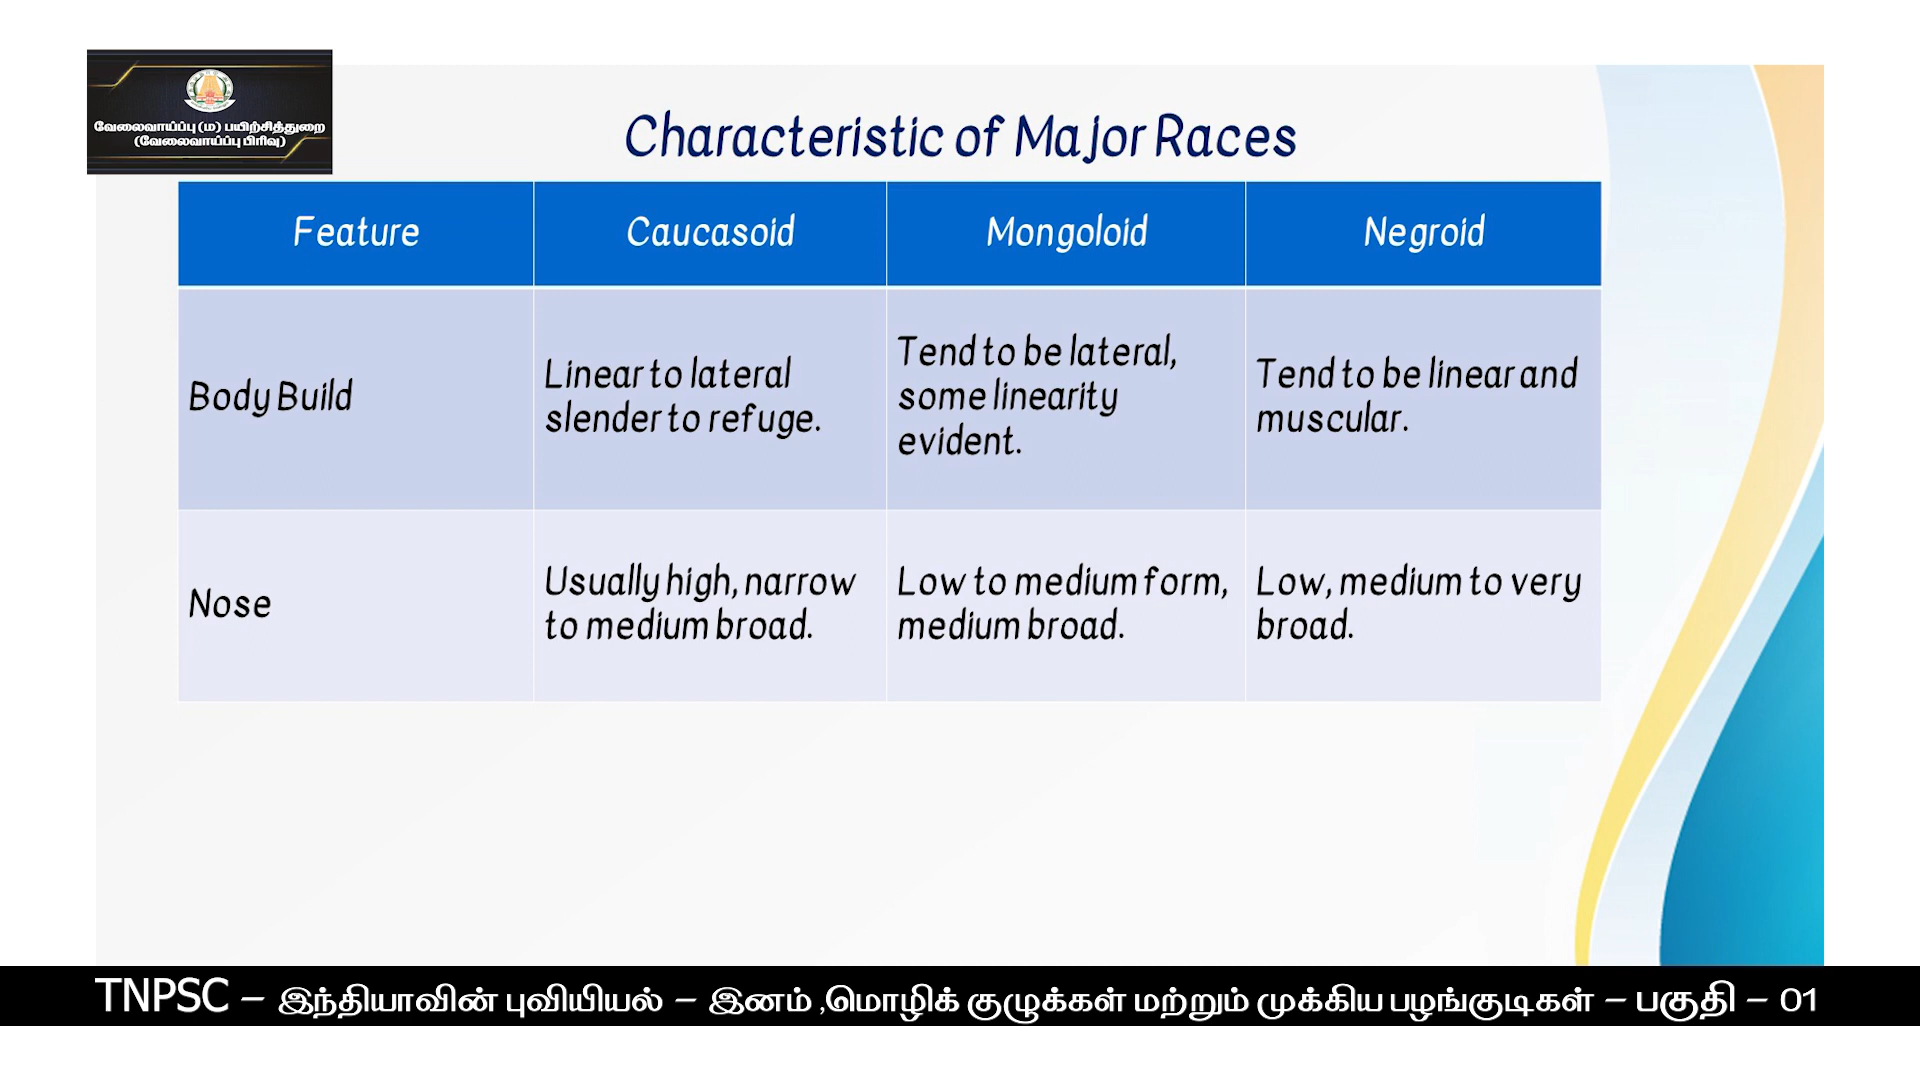 வேலைவாய்ப்பு (ம) பயிற்சித்துறை
(வேலைவாய்ப்பு பிரிவு)
Characteristic of Major Races
Feature
Caucasoid
Mongoloid
Negroid
Body Build
Linear to lateral
slender to refuge.
Tend to be lateral,
some linearity
evident.
Tend to be linear and
muscular.
Nose
Usually high, narrow
to medium broad.
Low to medium form,
medium broad.
Low, medium to very
broad.
TNPSC – இந்தியாவின் புவியியல் – இனம் ,மொழிக் குழுக்கள் மற்றும் முக்கிய பழங்குடிகள் – பகுதி – 01